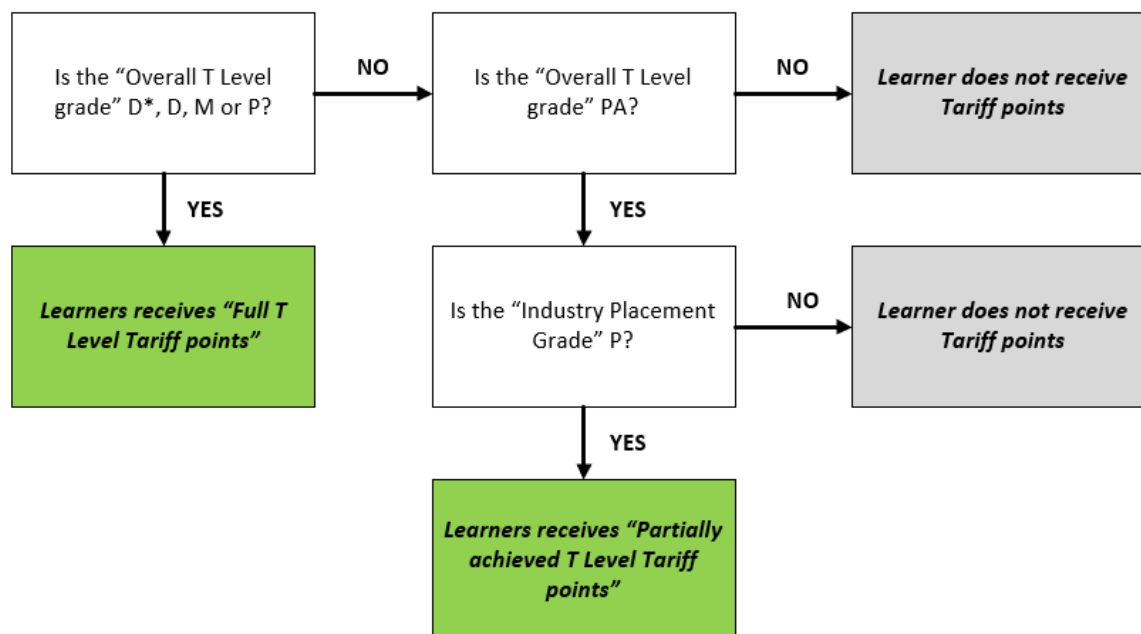 Is the “Overall T Level
grade” D*, D, M or P?
NO
Is the “Overall T Level
grade” PA?
NO
Learner does not receive
Tariff points
YES
YES
Learners receives “Full T
Level Tariff points”
Is the “Industry Placement
Grade” P?
NO
Learner does not receive
Tariff points
YES
Learners receives “Partially
achieved T Level Tariff
points”